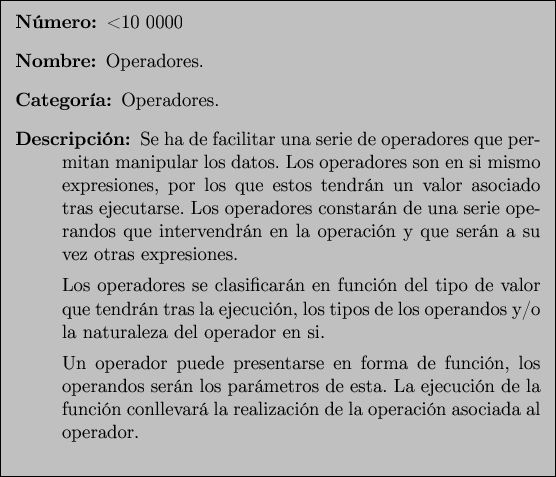 Número: <10 0000
Nombre: Operadores.
Categoría: Operadores.
Descripción: Se ha de facilitar una serie de operadores que per-
mitan manipular los datos. Los operadores son en si mismo
expresiones, por los que estos tendrán un valor asociado
tras ejecutarse. Los operadores constarán de una serie ope-
randos que intervendrán en la operación y que serán a su
vez otras expresiones.
Los operadores se clasificarán en función del tipo de valor
que tendrán tras la ejecución, los tipos de los operandos y/o
la naturaleza del operador en si.
Un operador puede presentarse en forma de función, los
operandos serán los parámetros de esta. La ejecución de la
función conllevará la realización de la operación asociada al
operador.